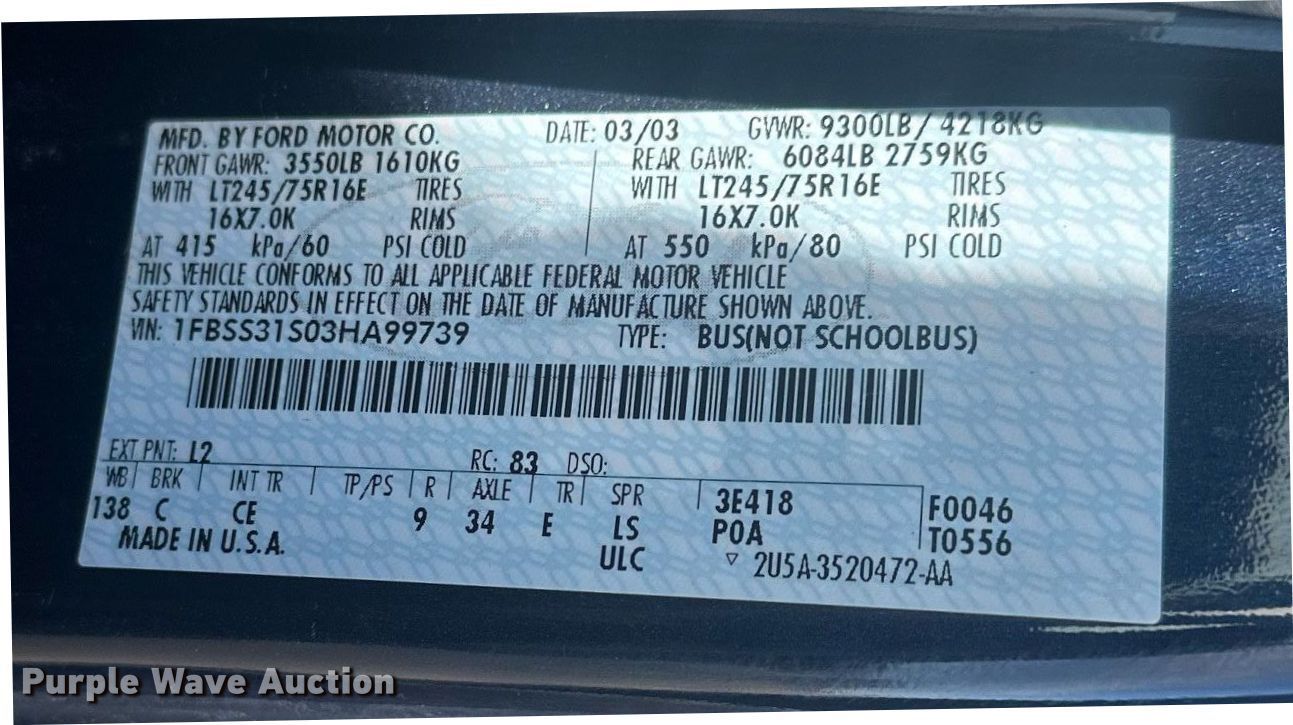 MFD. BY FORD MOTOR CO. DATE: 03/03 GVWR: 9300LB / 4218KG
FRONT GAWR: 3550LB 1610KG REAR GAWR: 6084LB 2759KG
WITH LT245/75R16E TIRES WITH LT245/75R16E TIRES
16X7.0K RIMS 16X7.0K RIMS
AT 415 kPa/60 PSI COLD AT 550 kPa/80 PSI COLD
THIS VEHICLE CONFORMS TO ALL APPLICABLE FEDERAL MOTOR VEHICLE
SAFETY STANDARDS IN EFFECT ON THE DATE OF MANUFACTURE SHOWN ABOVE.
VIN: 1FBSS31S03HA99739 TYPE: BUS(NOT SCHOOLBUS)
EXT PNT: L2 RC: 83 DSO:
WB BRK INT TR TP/PS R AXLE TR SPR 3E418 F0046
138 C CE 9 34 E LS POA T0556
MADE IN U.S.A. ULC ▽ 2U5A-3520472-AA
Purple Wave Auction